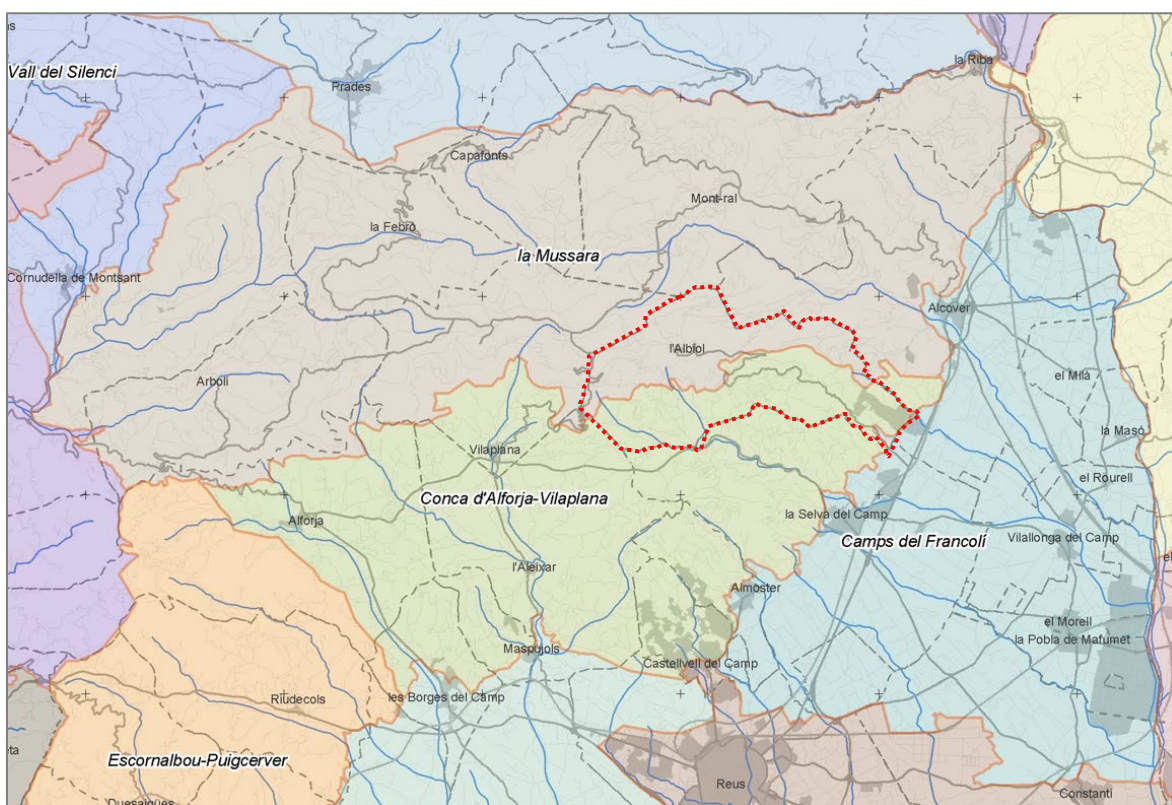 Vall del Silenci
la Riba
Prades
Capafonts
Mont-ral
la Febró
la Mussara
Cornudella de Montsant
Alcover
l'Albiol
Arbolí
el Milà
la Masó
Vilaplana
el Rourell
Conca d'Alforja-Vilaplana
la Selva del Camp
Alforja
Camps del Francolí
Vilallonga del Camp
l'Aleixar
Almoster
el Morell
la Pobla de Mafumet
Maspujols
Castellvell del Camp
Riudecols
les Borges del Camp
Escornalbou-Puigcerver
Reus
Constantí
Duesaigües